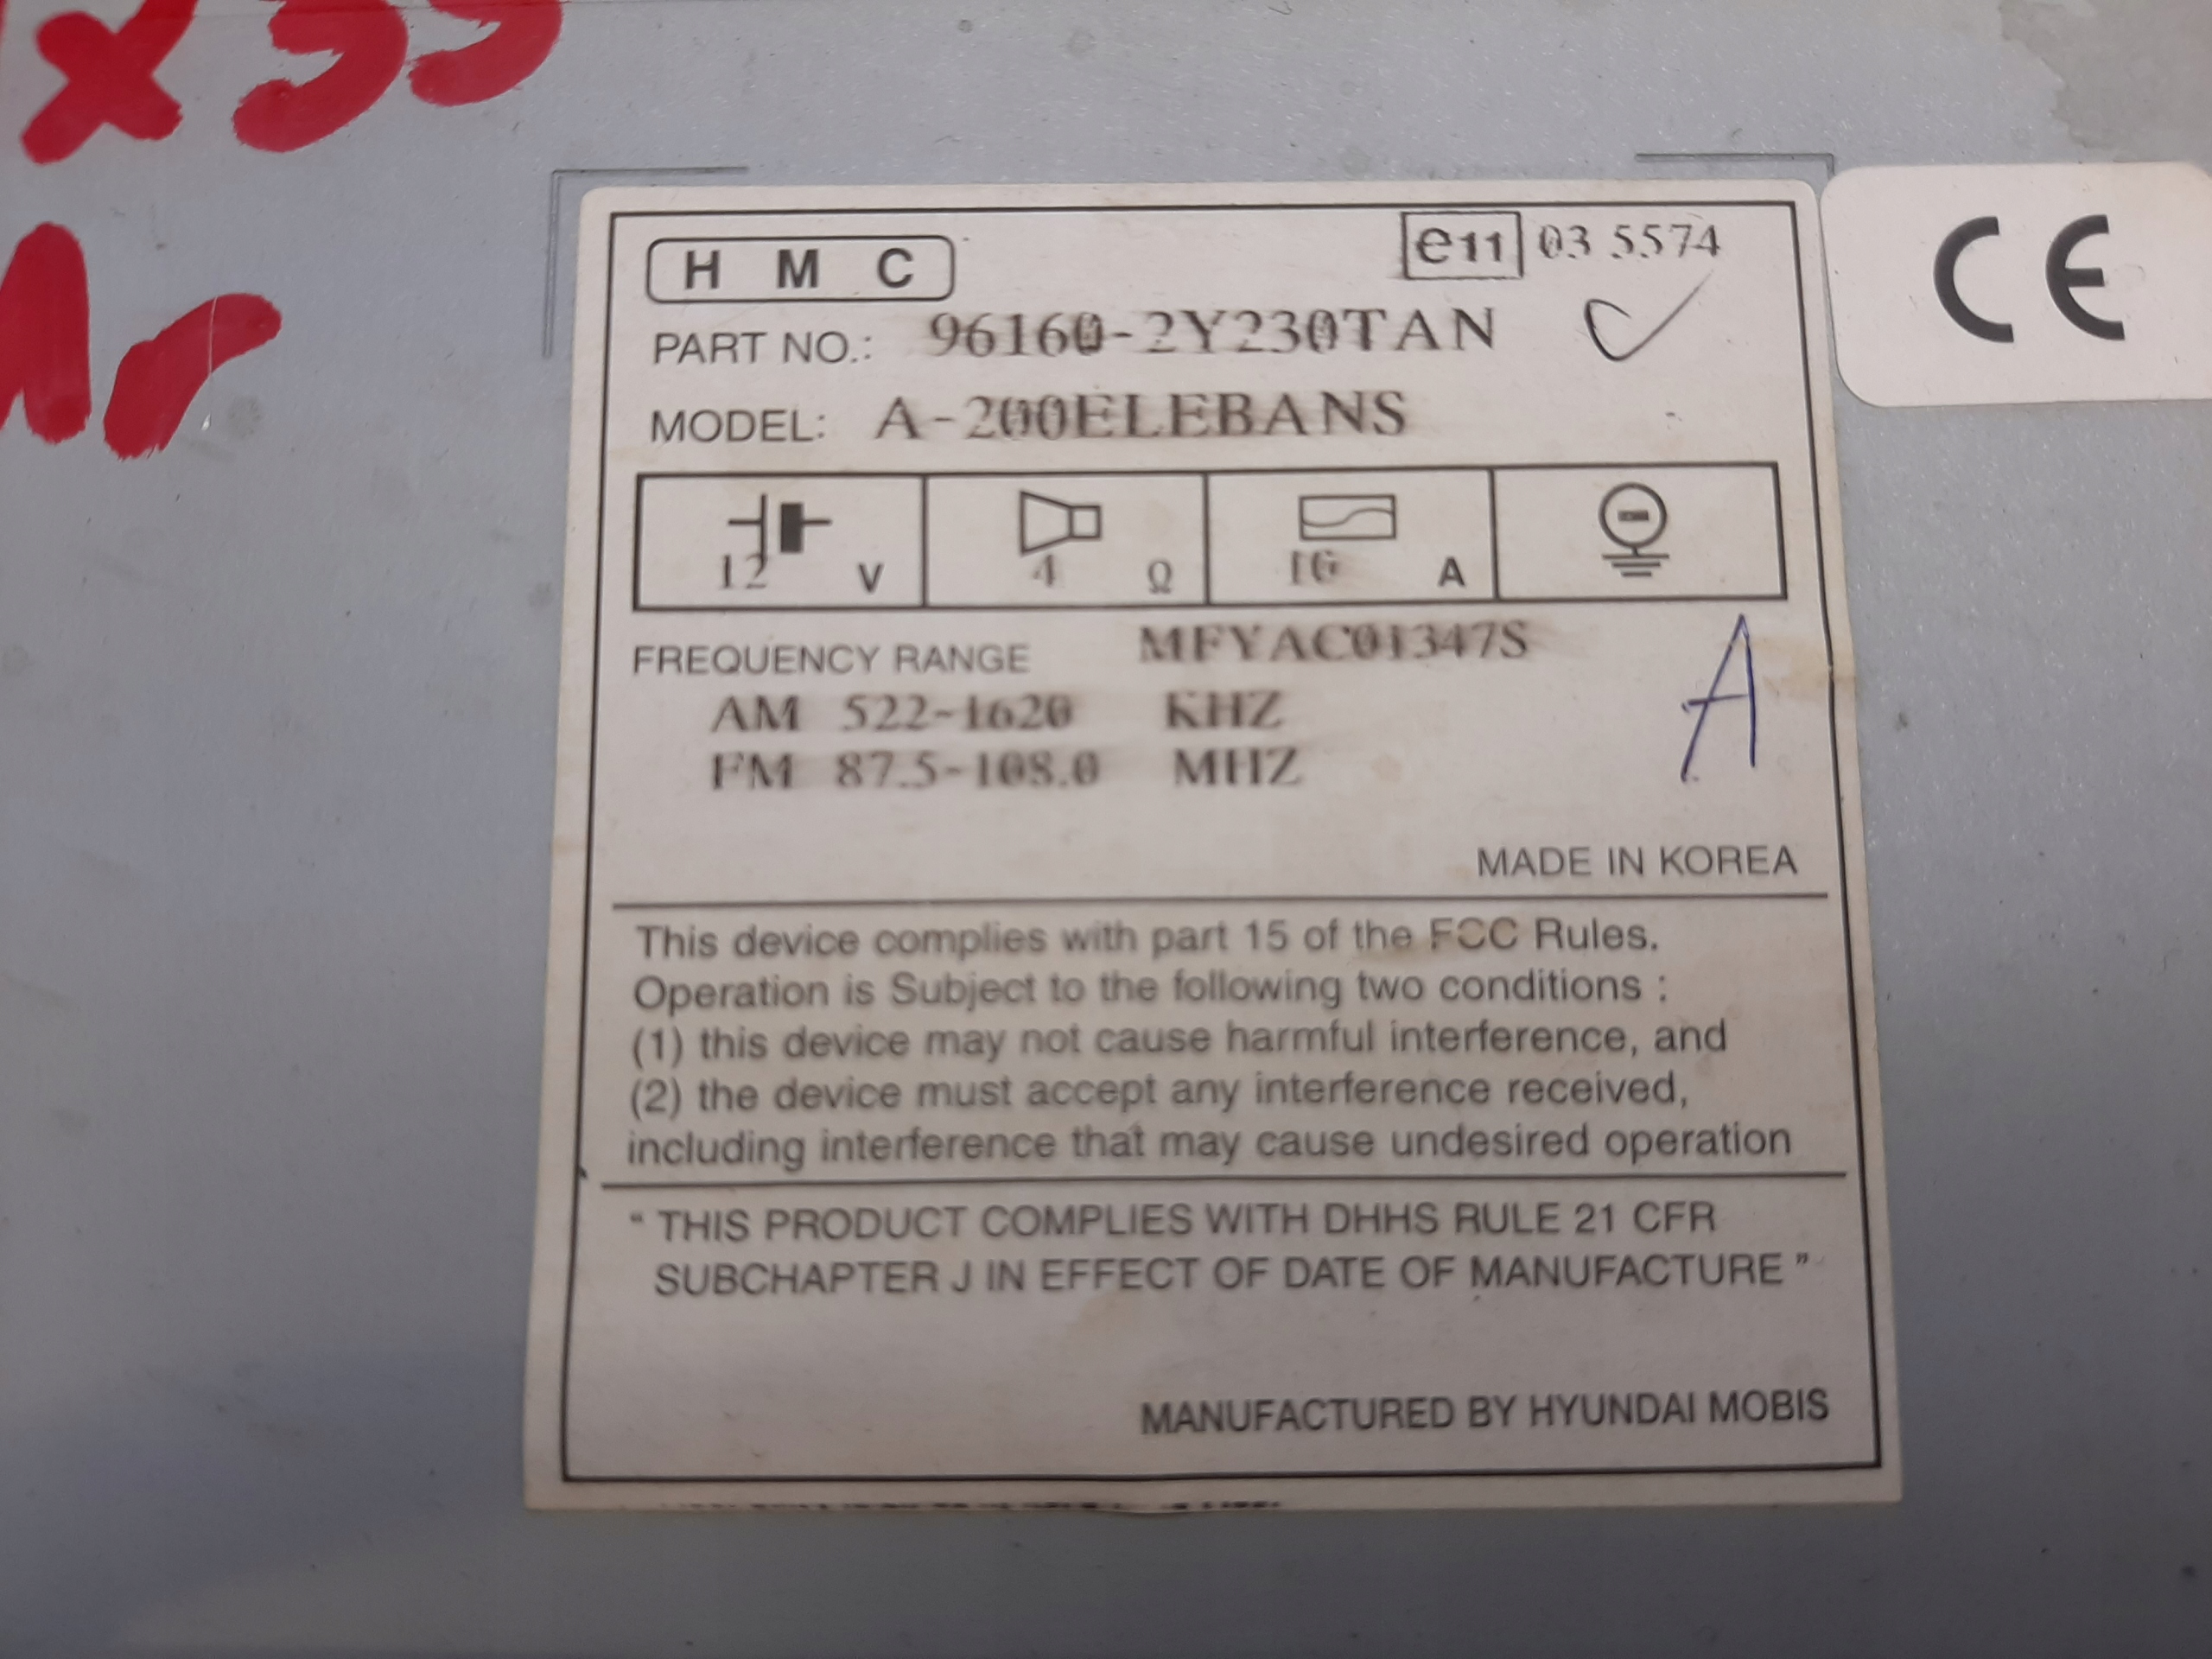 x35
Mr
HMC
e11 03 5574
PART NO.: 96160-2Y230TAN
MODEL: A-200ELEBANS
12 V 4 Ω 16 A
FREQUENCY RANGE MFYAC01347S
AM 522-1620 KHZ
FM 87.5-108.0 MHZ
A
MADE IN KOREA
This device complies with part 15 of the FCC Rules.
Operation is Subject to the following two conditions :
(1) this device may not cause harmful interference, and
(2) the device must accept any interference received,
including interference that may cause undesired operation
“ THIS PRODUCT COMPLIES WITH DHHS RULE 21 CFR
SUBCHAPTER J IN EFFECT OF DATE OF MANUFACTURE ”
MANUFACTURED BY HYUNDAI MOBIS
CE